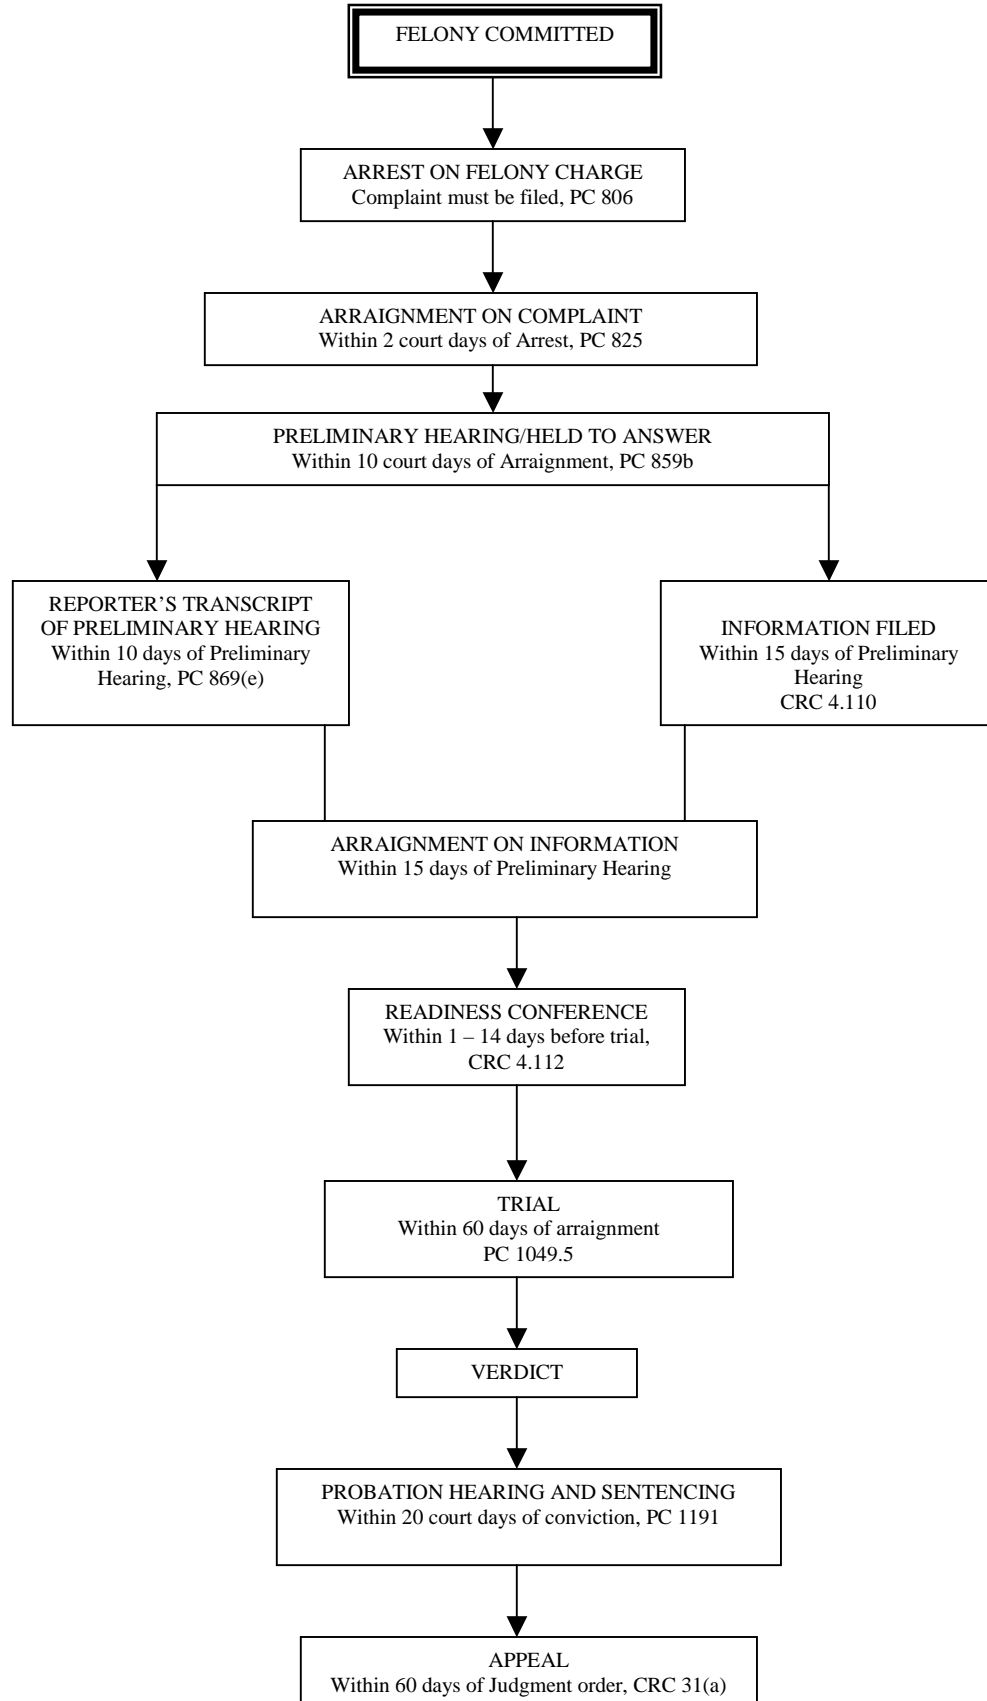 FELONY COMMITTED
ARREST ON FELONY CHARGE
Complaint must be filed, PC 806
ARRAIGNMENT ON COMPLAINT
Within 2 court days of Arrest, PC 825
PRELIMINARY HEARING/HELD TO ANSWER
Within 10 court days of Arraignment, PC 859b
REPORTER’S TRANSCRIPT
OF PRELIMINARY HEARING
Within 10 days of Preliminary
Hearing, PC 869(e)
INFORMATION FILED
Within 15 days of Preliminary
Hearing
CRC 4.110
ARRAIGNMENT ON INFORMATION
Within 15 days of Preliminary Hearing
READINESS CONFERENCE
Within 1 – 14 days before trial,
CRC 4.112
TRIAL
Within 60 days of arraignment
PC 1049.5
VERDICT
PROBATION HEARING AND SENTENCING
Within 20 court days of conviction, PC 1191
APPEAL
Within 60 days of Judgment order, CRC 31(a)